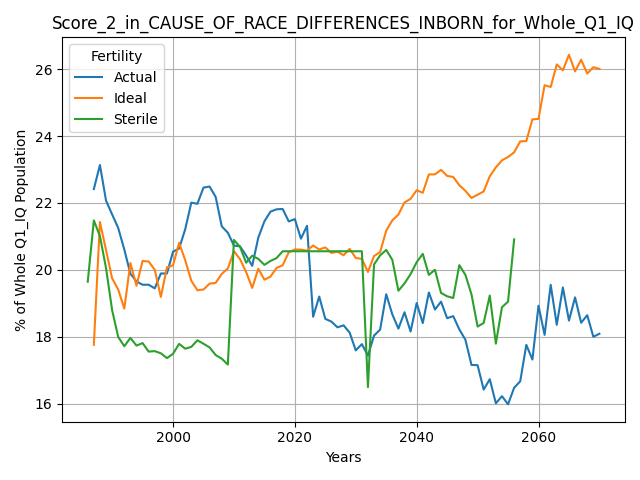 Score_2_in_CAUSE_OF_RACE_DIFFERENCES_INBORN_for_Whole_Q1_IQ
Fertility
Actual
Ideal
Sterile
% of Whole Q1_IQ Population
26
24
22
20
18
16
2000
2020
2040
2060
Years